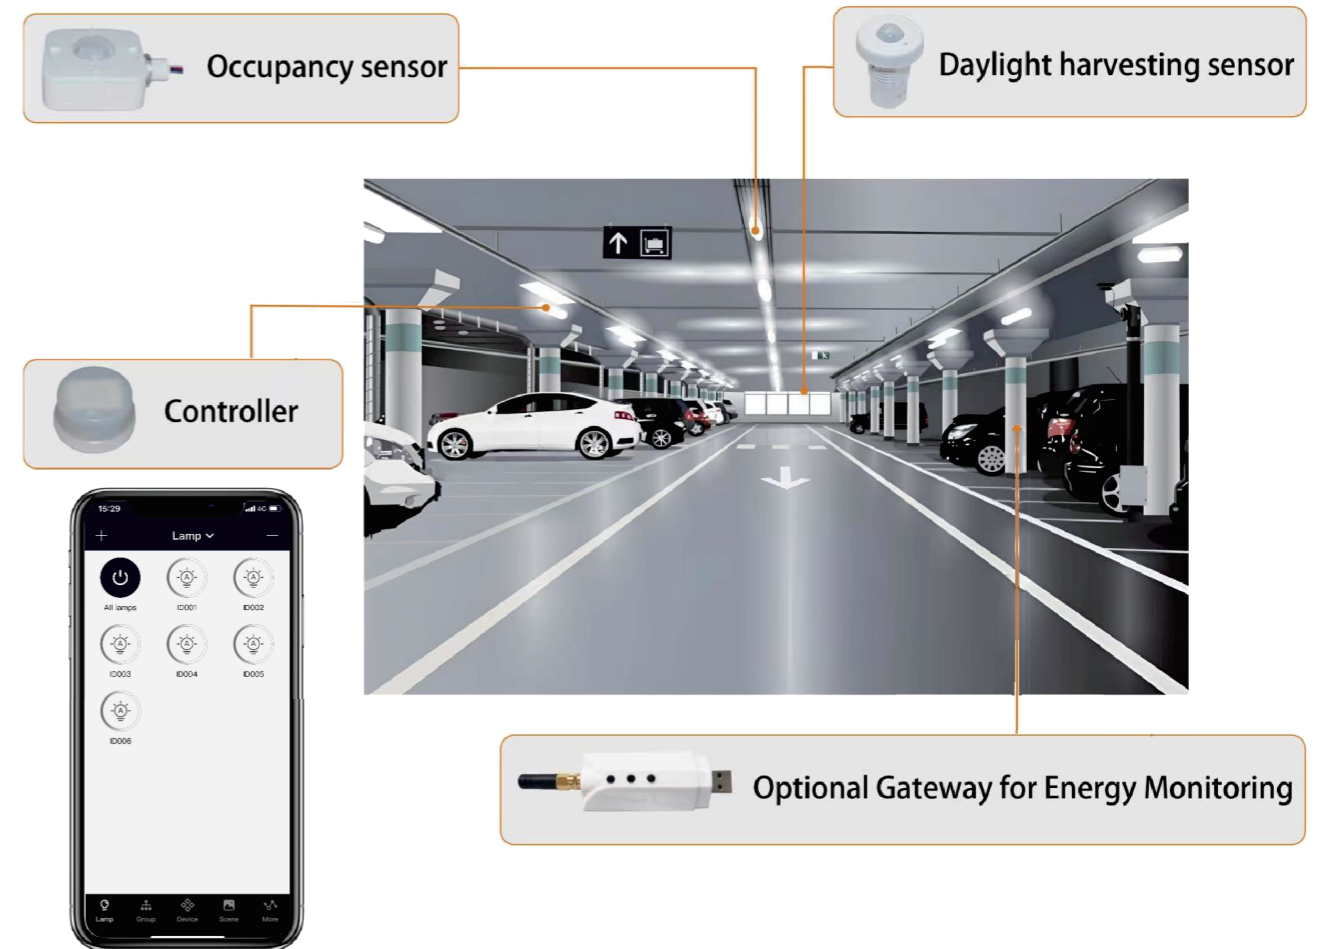 Occupancy sensor
Daylight harvesting sensor
Controller
15:29
4G
Lamp
All lamps
ID001
ID002
ID003
ID004
ID005
ID006
Lamp
Group
Device
Scene
More
Optional Gateway for Energy Monitoring